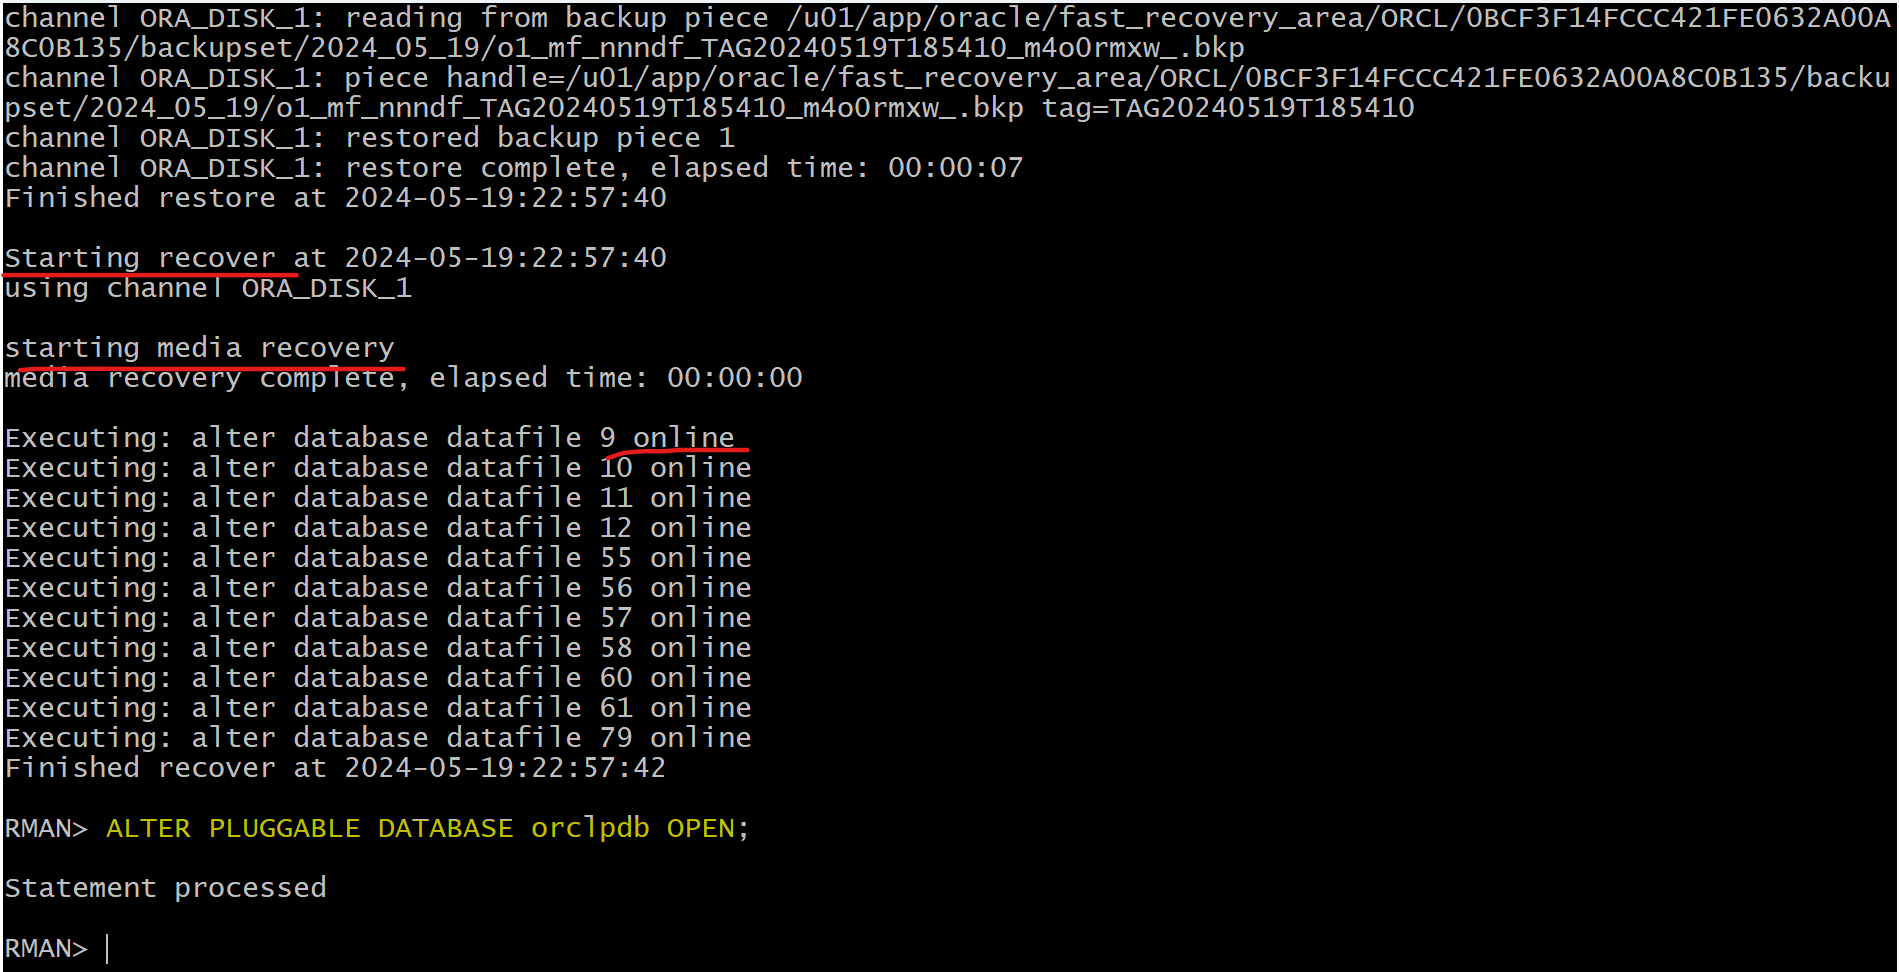 channel ORA_DISK_1: reading from backup piece /u01/app/oracle/fast_recovery_area/ORCL/0BCF3F14FCCC421FE0632A00A
8C0B135/backupset/2024_05_19/o1_mf_nnndf_TAG20240519T185410_m4o0rmxw_.bkp
channel ORA_DISK_1: piece handle=/u01/app/oracle/fast_recovery_area/ORCL/0BCF3F14FCCC421FE0632A00A8C0B135/backu
pset/2024_05_19/o1_mf_nnndf_TAG20240519T185410_m4o0rmxw_.bkp tag=TAG20240519T185410
channel ORA_DISK_1: restored backup piece 1
channel ORA_DISK_1: restore complete, elapsed time: 00:00:07
Finished restore at 2024-05-19:22:57:40
Starting recover at 2024-05-19:22:57:40
using channel ORA_DISK_1
starting media recovery
media recovery complete, elapsed time: 00:00:00
Executing: alter database datafile 9 online
Executing: alter database datafile 10 online
Executing: alter database datafile 11 online
Executing: alter database datafile 12 online
Executing: alter database datafile 55 online
Executing: alter database datafile 56 online
Executing: alter database datafile 57 online
Executing: alter database datafile 58 online
Executing: alter database datafile 60 online
Executing: alter database datafile 61 online
Executing: alter database datafile 79 online
Finished recover at 2024-05-19:22:57:42
RMAN> ALTER PLUGGABLE DATABASE orclpdb OPEN;
Statement processed
RMAN>